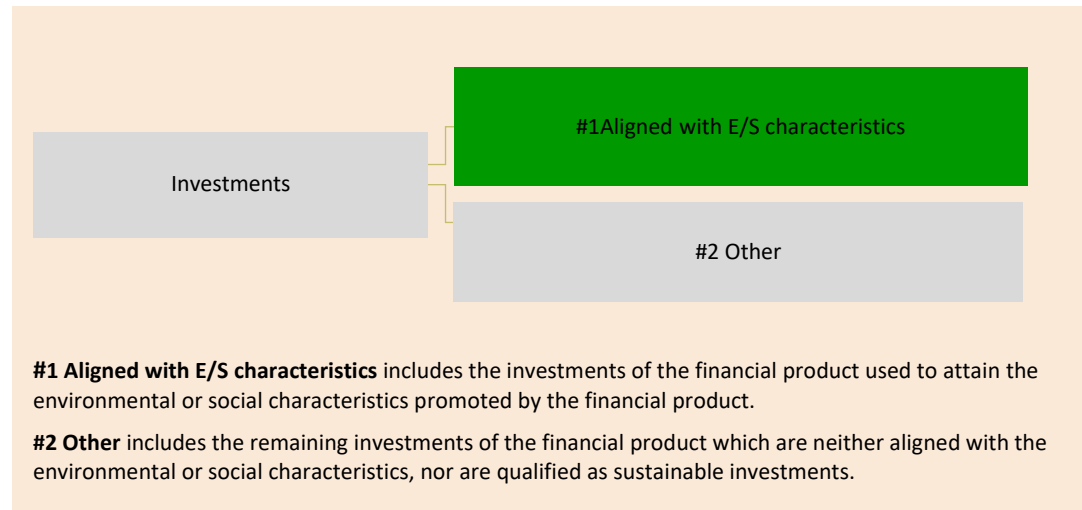 #1Aligned with E/S characteristics
Investments
#2 Other
#1 Aligned with E/S characteristics includes the investments of the financial product used to attain the
environmental or social characteristics promoted by the financial product.
#2 Other includes the remaining investments of the financial product which are neither aligned with the
environmental or social characteristics, nor are qualified as sustainable investments.